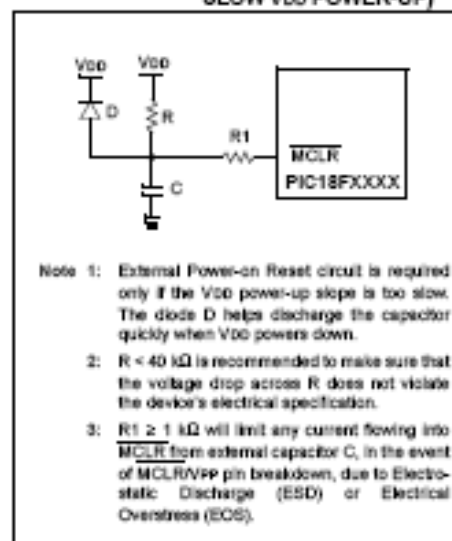 SLOW VDD POWER-UP)
VDD VDD
D
R
R1
MCLR
PIC18FXXXX
C
Note 1: External Power-on Reset circuit is required
only if the VDD power-up slope is too slow.
The diode D helps discharge the capacitor
quickly when VDD powers down.
2: R < 40 kΩ is recommended to make sure that
the voltage drop across R does not violate
the device's electrical specification.
3: R1 ≥ 1 kΩ will limit any current flowing into
MCLR from external capacitor C, in the event
of MCLR/VPP pin breakdown, due to Electro-
static Discharge (ESD) or Electrical
Overstress (EOS).